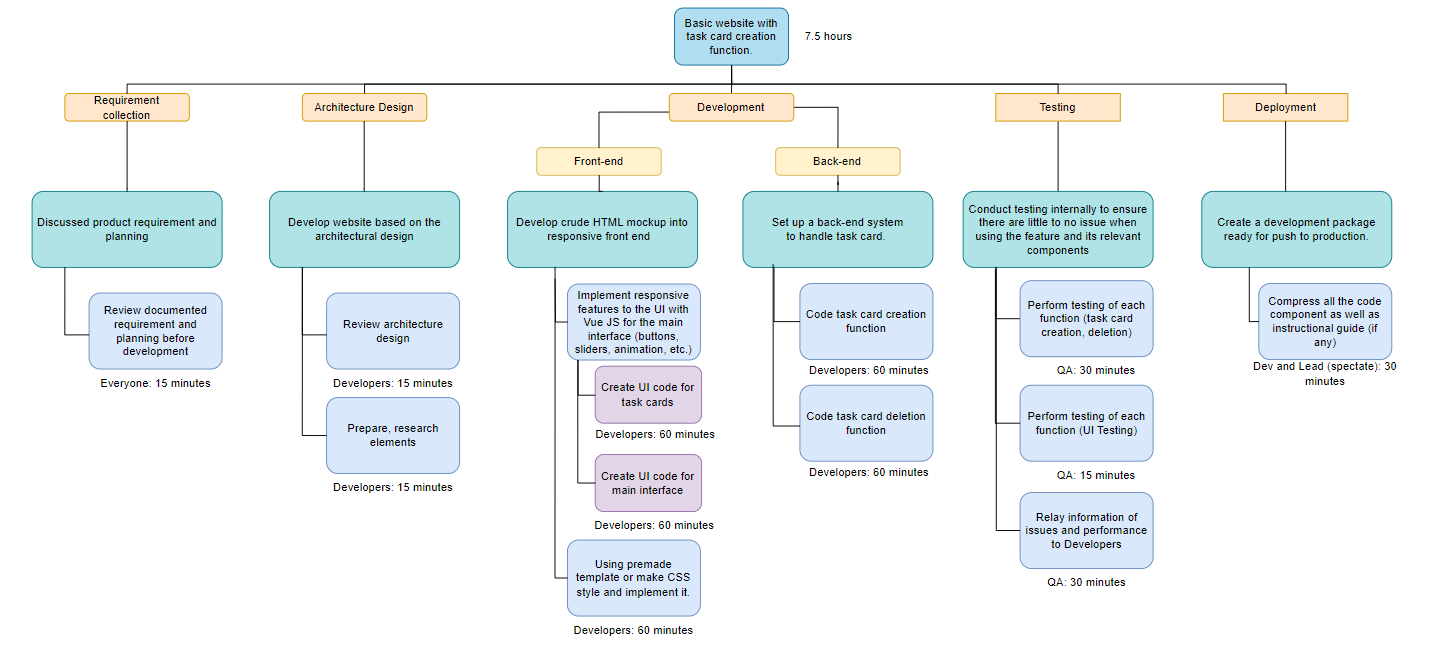 Basic website with
task card creation
function.
7.5 hours
Requirement
collection
Architecture Design
Development
Testing
Deployment
Front-end
Back-end
Discussed product requirement and
planning
Develop website based on the
architectural design
Develop crude HTML mockup into
responsive front end
Set up a back-end system
to handle task card.
Conduct testing internally to ensure
there are little to no issue when
using the feature and its relevant
components
Create a development package
ready for push to production.
Review documented
requirement and
planning before
development
Everyone: 15 minutes
Review architecture
design
Developers: 15 minutes
Prepare, research
elements
Developers: 15 minutes
Implement responsive
features to the UI with
Vue JS for the main
interface (buttons,
sliders, animation, etc.)
Create UI code for
task cards
Developers: 60 minutes
Create UI code for
main interface
Developers: 60 minutes
Using premade
template or make CSS
style and implement it.
Developers: 60 minutes
Code task card creation
function
Developers: 60 minutes
Code task card deletion
function
Developers: 60 minutes
Perform testing of each
function (task card
creation, deletion)
QA: 30 minutes
Perform testing of each
function (UI Testing)
QA: 15 minutes
Relay information of
issues and performance
to Developers
QA: 30 minutes
Compress all the code
component as well as
instructional guide (if
any)
Dev and Lead (spectate): 30
minutes